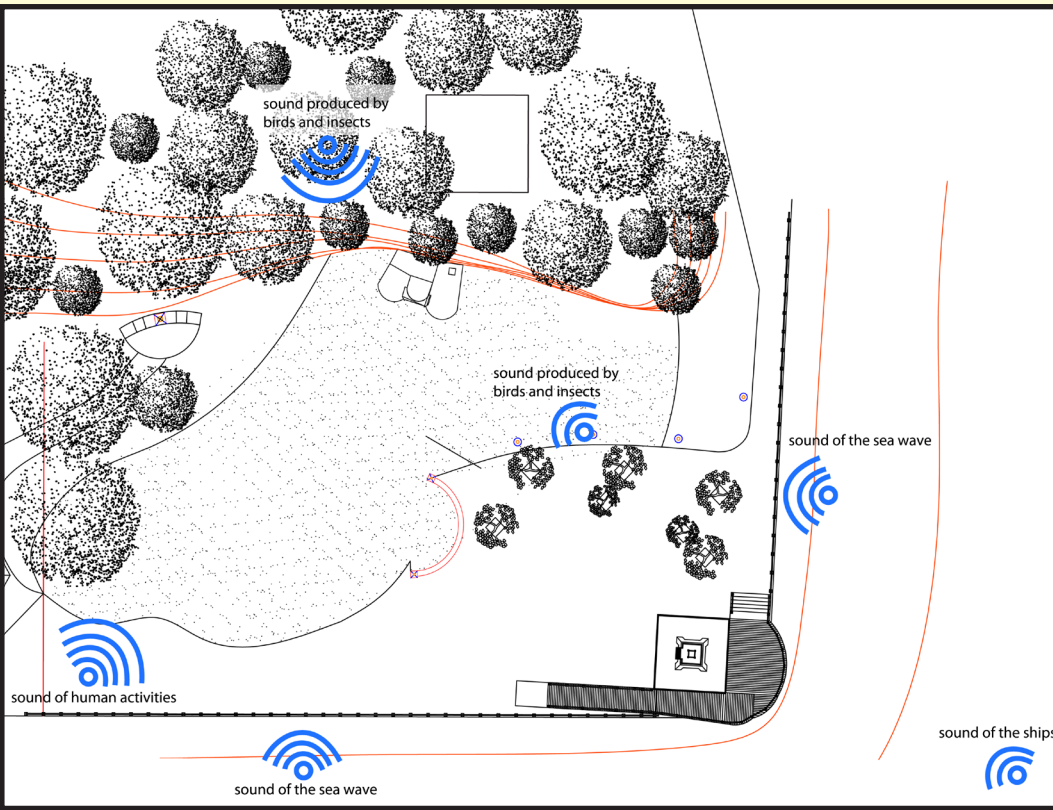 sound produced by
birds and insects
sound produced by
birds and insects
sound of the sea wave
sound of human activities
sound of the ships
sound of the sea wave